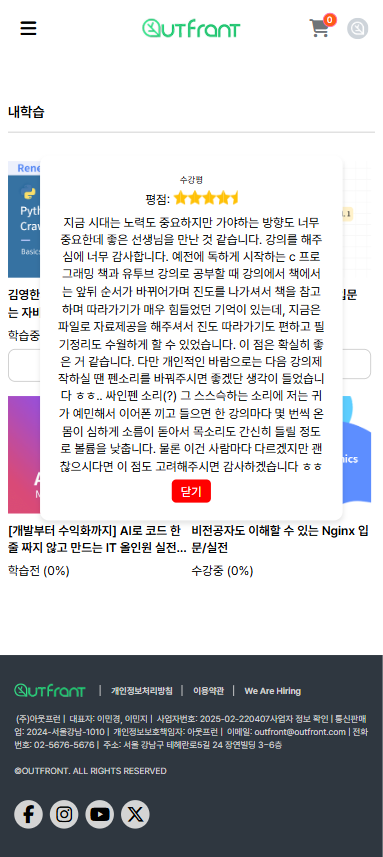 OUTFRANT
0
내학습
Rene
Pyth
Craw
Basics
김영한
는 자바
학습중
입문
수강평
평점:
지금 시대는 노력도 중요하지만 가야하는 방향도 너무
중요한데 좋은 선생님을 만난 것 같습니다. 강의를 해주
심에 너무 감사합니다. 예전에 독하게 시작하는 c 프로
그래밍 책과 유투브 강의로 공부할 때 강의에서 책에서
는 앞뒤 순서가 바뀌어가며 진도를 나가셔서 책을 참고
하며 따라가기가 매우 힘들었던 기억이 있는데, 지금은
파일로 자료제공을 해주셔서 진도 따라가기도 편하고 필
기정리도 수월하게 할 수 있었습니다. 이 점은 확실히 좋
은 거 같습니다. 다만 개인적인 바람으로는 다음 강의제
작하실 땐 펜소리를 바꿔주시면 좋겠단 생각이 들었습니
다 ㅎㅎ.. 싸인펜 소리(?) 그 스스슥하는 소리에 저는 귀
가 예민해서 이어폰 끼고 들으면 한 강의마다 몇 번씩 온
몸이 심하게 소름이 돋아서 목소리도 간신히 들릴 정도
로 볼륨을 낮춥니다. 물론 이건 사람마다 다르겠지만 괜
찮으시다면 이 점도 고려해주시면 감사하겠습니다 ㅎㅎ
닫기
[개발부터 수익화까지] AI로 코드 한
줄 짜지 않고 만드는 IT 올인원 실전...
학습전 (0%)
비전공자도 이해할 수 있는 Nginx 입
문/실전
수강중 (0%)
OUTFRANT | 개인정보처리방침 | 이용약관 | We Are Hiring
(주)아웃프런 | 대표자: 이민경, 이민지 | 사업자번호: 2025-02-220407사업자 정보 확인 | 통신판매
업: 2024-서울강남-1010 | 개인정보보호책임자: 아웃프런 | 이메일: outfront@outfront.com | 전화
번호: 02-5676-5676 | 주소: 서울 강남구 테헤란로5길 24 장연빌딩 3~6층
©OUTFRONT. ALL RIGHTS RESERVED